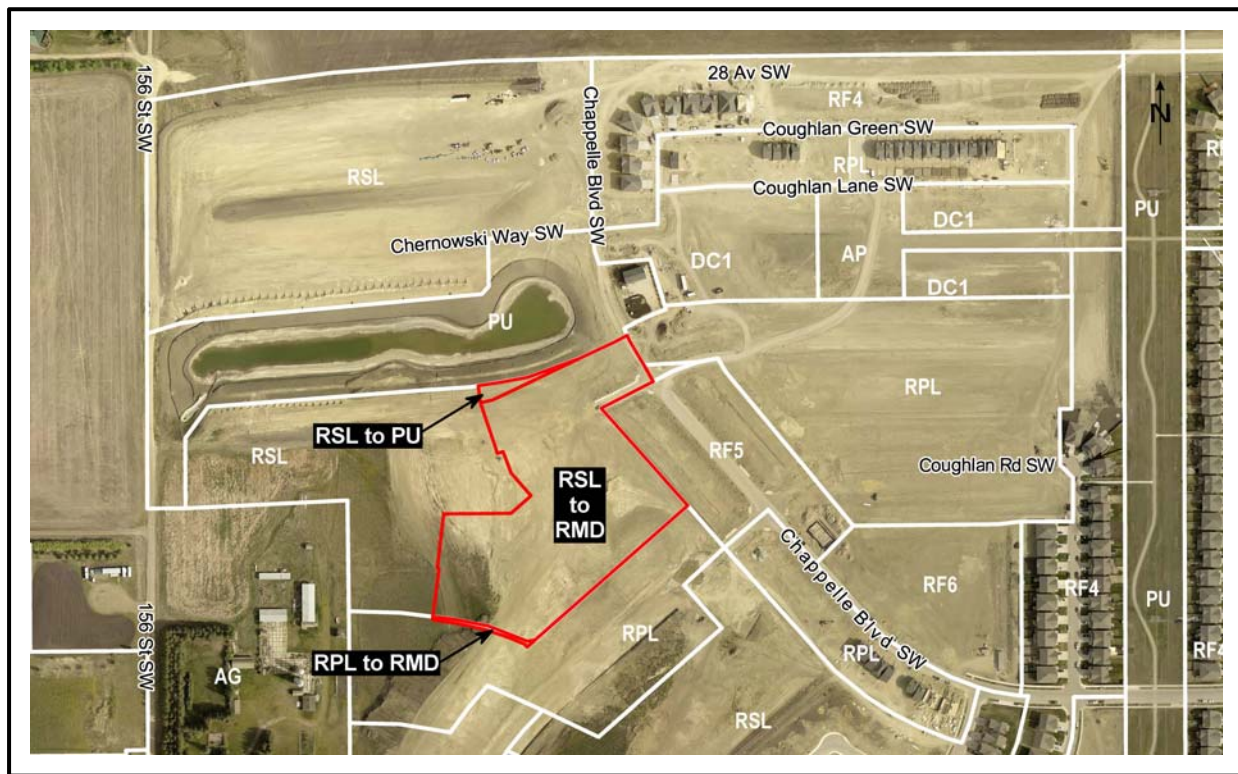 28 Av SW
156 St SW
RF4
N
Chappelle Blvd SW
Coughlan Green SW
RPL
RSL
Coughlan Lane SW
PU
DC1
Chernowski Way SW
DC1
AP
DC1
PU
RPL
RSL to PU
RSL
RF5
Coughlan Rd SW
RSL
to
RMD
Chappelle Blvd SW
RF6
RF4
PU
156 St SW
RPL
RPL to RMD
RPL
AG
RF4
RSL